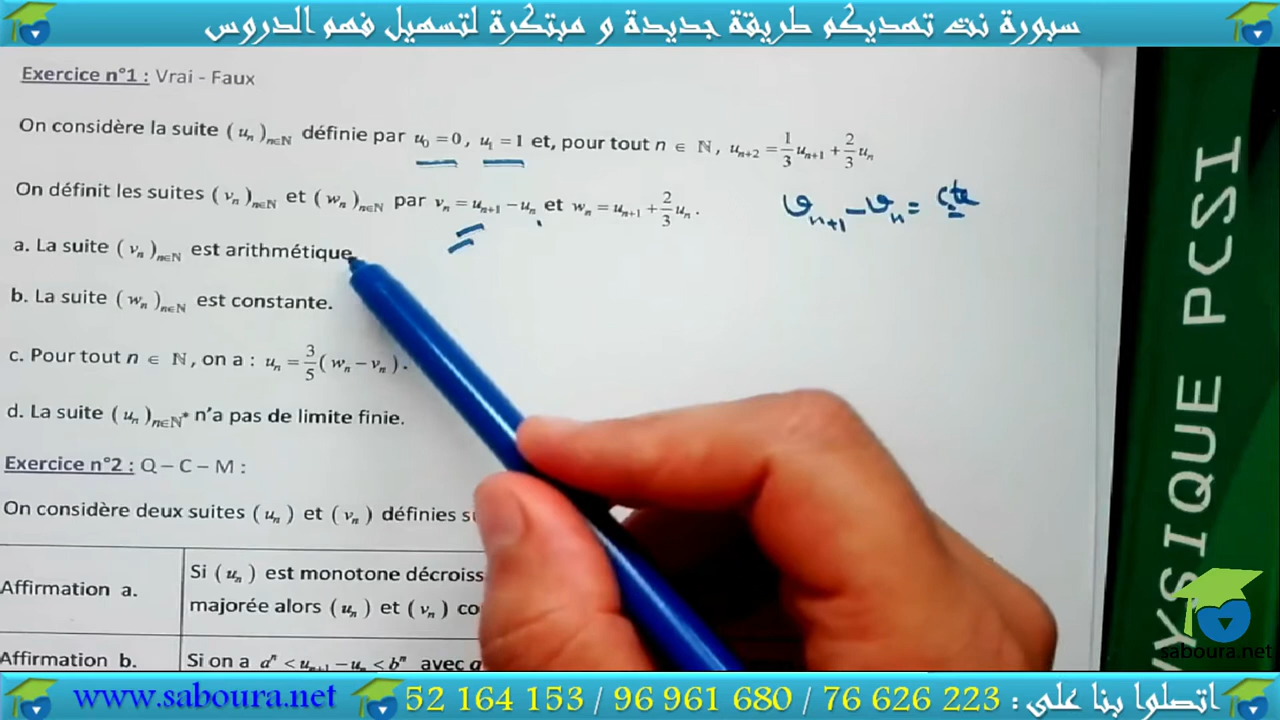 سبورة نت تهديكم طريقة جديدة و مبتكرة لتسهيل فهم الدروس
Exercice n°1 : Vrai - Faux
On considère la suite (uₙ)ₙ∈ℕ définie par u₀ = 0, u₁ = 1 et, pour tout n ∈ ℕ, uₙ₊₂ = 1/3 uₙ₊₁ + 2/3 uₙ
On définit les suites (vₙ)ₙ∈ℕ et (wₙ)ₙ∈ℕ par vₙ = uₙ₊₁ − uₙ et wₙ = uₙ₊₁ + 2/3 uₙ.
vₙ₊₁ − vₙ = cte
a. La suite (vₙ)ₙ∈ℕ est arithmétique
b. La suite (wₙ)ₙ∈ℕ est constante.
c. Pour tout n ∈ ℕ, on a : uₙ = 3/5 (wₙ − vₙ).
d. La suite (uₙ)ₙ∈ℕ* n'a pas de limite finie.
Exercice n°2 : Q – C – M :
On considère deux suites (uₙ) et (vₙ) définies
Affirmation a.
Si (uₙ) est monotone décroiss
majorée alors (uₙ) et (vₙ) co
Affirmation b.
Si on a aⁿ < uₙ₊₁ − uₙ < bⁿ avec a
PHYSIQUE PCSI
saboura.net
www.saboura.net
52 164 153 / 96 961 680 / 76 626 223 : اتصلوا بنا على